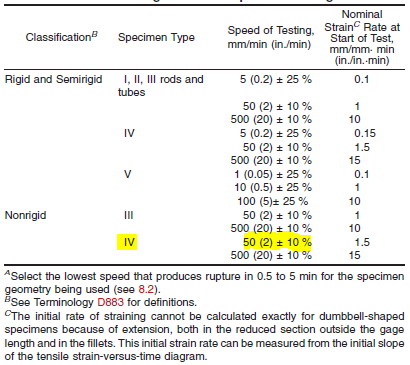 Nominal
StrainC Rate at
Start of Test,
mm/mm· min
(in./in.·min)
ClassificationB Specimen Type Speed of Testing,
mm/min (in./min)
Rigid and Semirigid I, II, III rods and 5 (0.2) ± 25 % 0.1
tubes
50 (2) ± 10 % 1
500 (20) ± 10 % 10
IV 5 (0.2) ± 25 % 0.15
50 (2) ± 10 % 1.5
500 (20) ± 10 % 15
V 1 (0.05) ± 25 % 0.1
10 (0.5) ± 25 % 1
100 (5)± 25 % 10
Nonrigid III 50 (2) ± 10 % 1
500 (20) ± 10 % 10
IV 50 (2) ± 10 % 1.5
500 (20) ± 10 % 15
ASelect the lowest speed that produces rupture in 0.5 to 5 min for the specimen
geometry being used (see 8.2).
BSee Terminology D883 for definitions.
CThe initial rate of straining cannot be calculated exactly for dumbbell-shaped
specimens because of extension, both in the reduced section outside the gage
length and in the fillets. This initial strain rate can be measured from the initial slope
of the tensile strain-versus-time diagram.